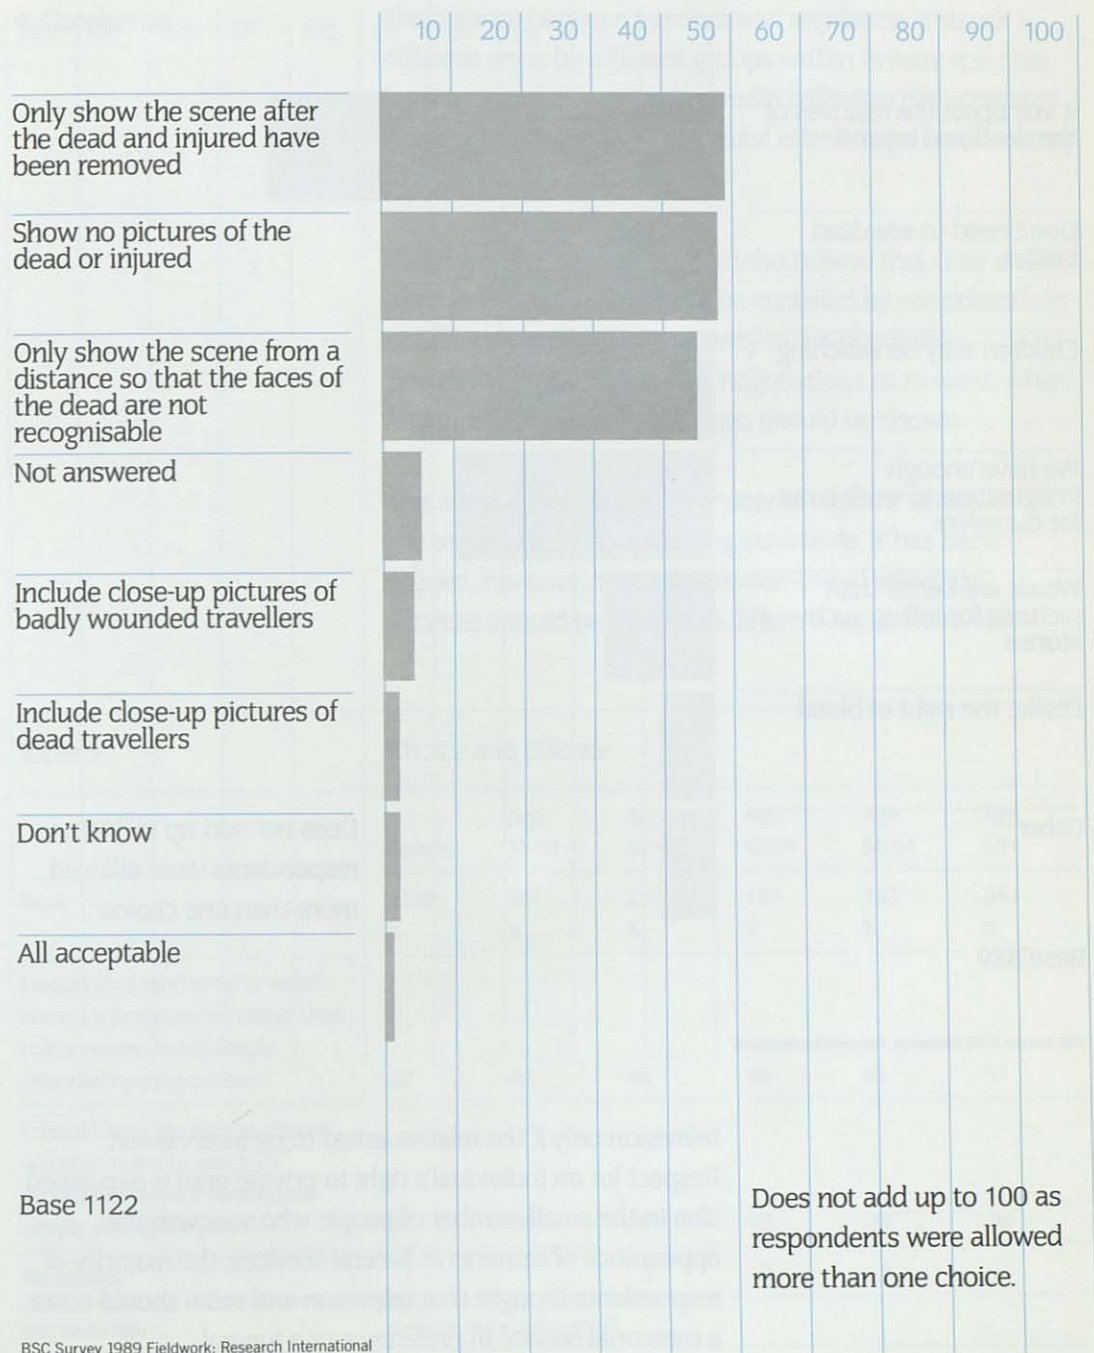 10 20 30 40 50 60 70 80 90 100
Only show the scene after
the dead and injured have
been removed
Show no pictures of the
dead or injured
Only show the scene from a
distance so that the faces of
the dead are not
recognisable
Not answered
Include close-up pictures of
badly wounded travellers
Include close-up pictures of
dead travellers
Don't know
All acceptable
Base 1122
Does not add up to 100 as
respondents were allowed
more than one choice.
BSC Survey 1989 Fieldwork: Research International